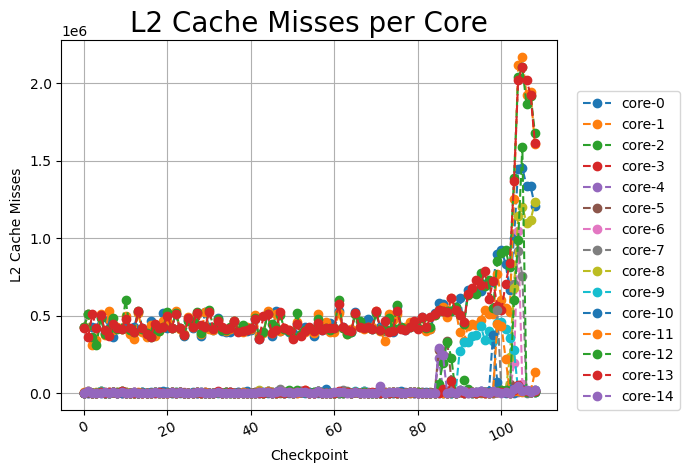 L2 Cache Misses per Core
1e6
2.0
1.5
1.0
0.5
0.0
L2 Cache Misses
0
20
40
60
80
100
Checkpoint
core-0
core-1
core-2
core-3
core-4
core-5
core-6
core-7
core-8
core-9
core-10
core-11
core-12
core-13
core-14